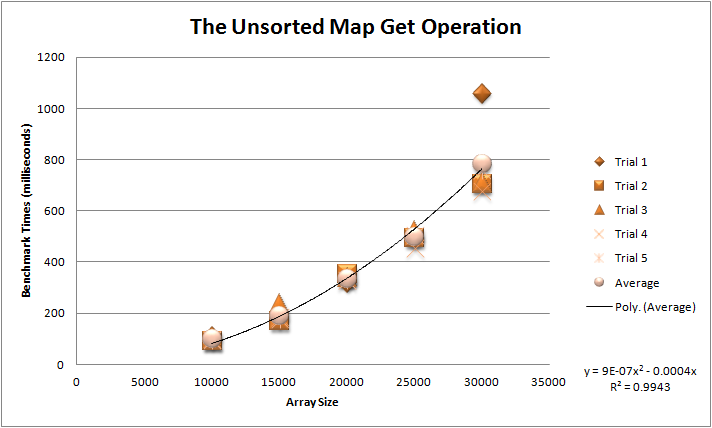 The Unsorted Map Get Operation
1200
1000
800
600
400
200
0
Benchmark Times (milliseconds)
0 5000 10000 15000 20000 25000 30000 35000
Array Size
Trial 1
Trial 2
Trial 3
Trial 4
Trial 5
Average
Poly. (Average)
y = 9E-07x² - 0.0004x
R² = 0.9943